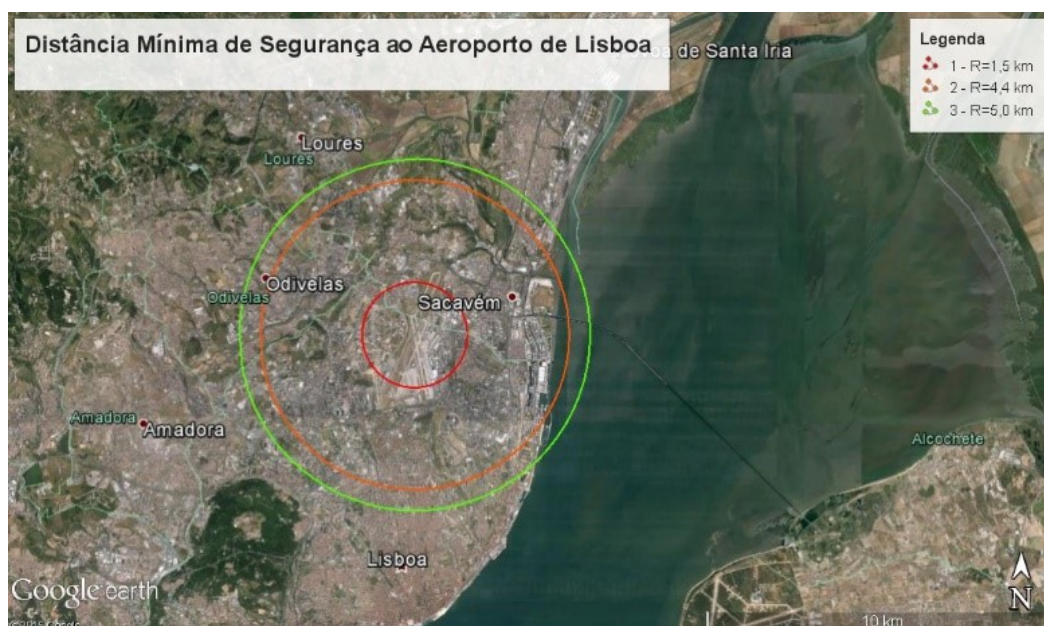 Distância Mínima de Segurança ao Aeroporto de Lisboa
de Santa Iria
Legenda
1 - R=1,5 km
2 - R=4,4 km
3 - R=5,0 km
Loures
Loures
Odivelas
Odivelas
Sacavém
Amadora
Amadora
Alcochete
Lisboa
Google earth
N
10 km